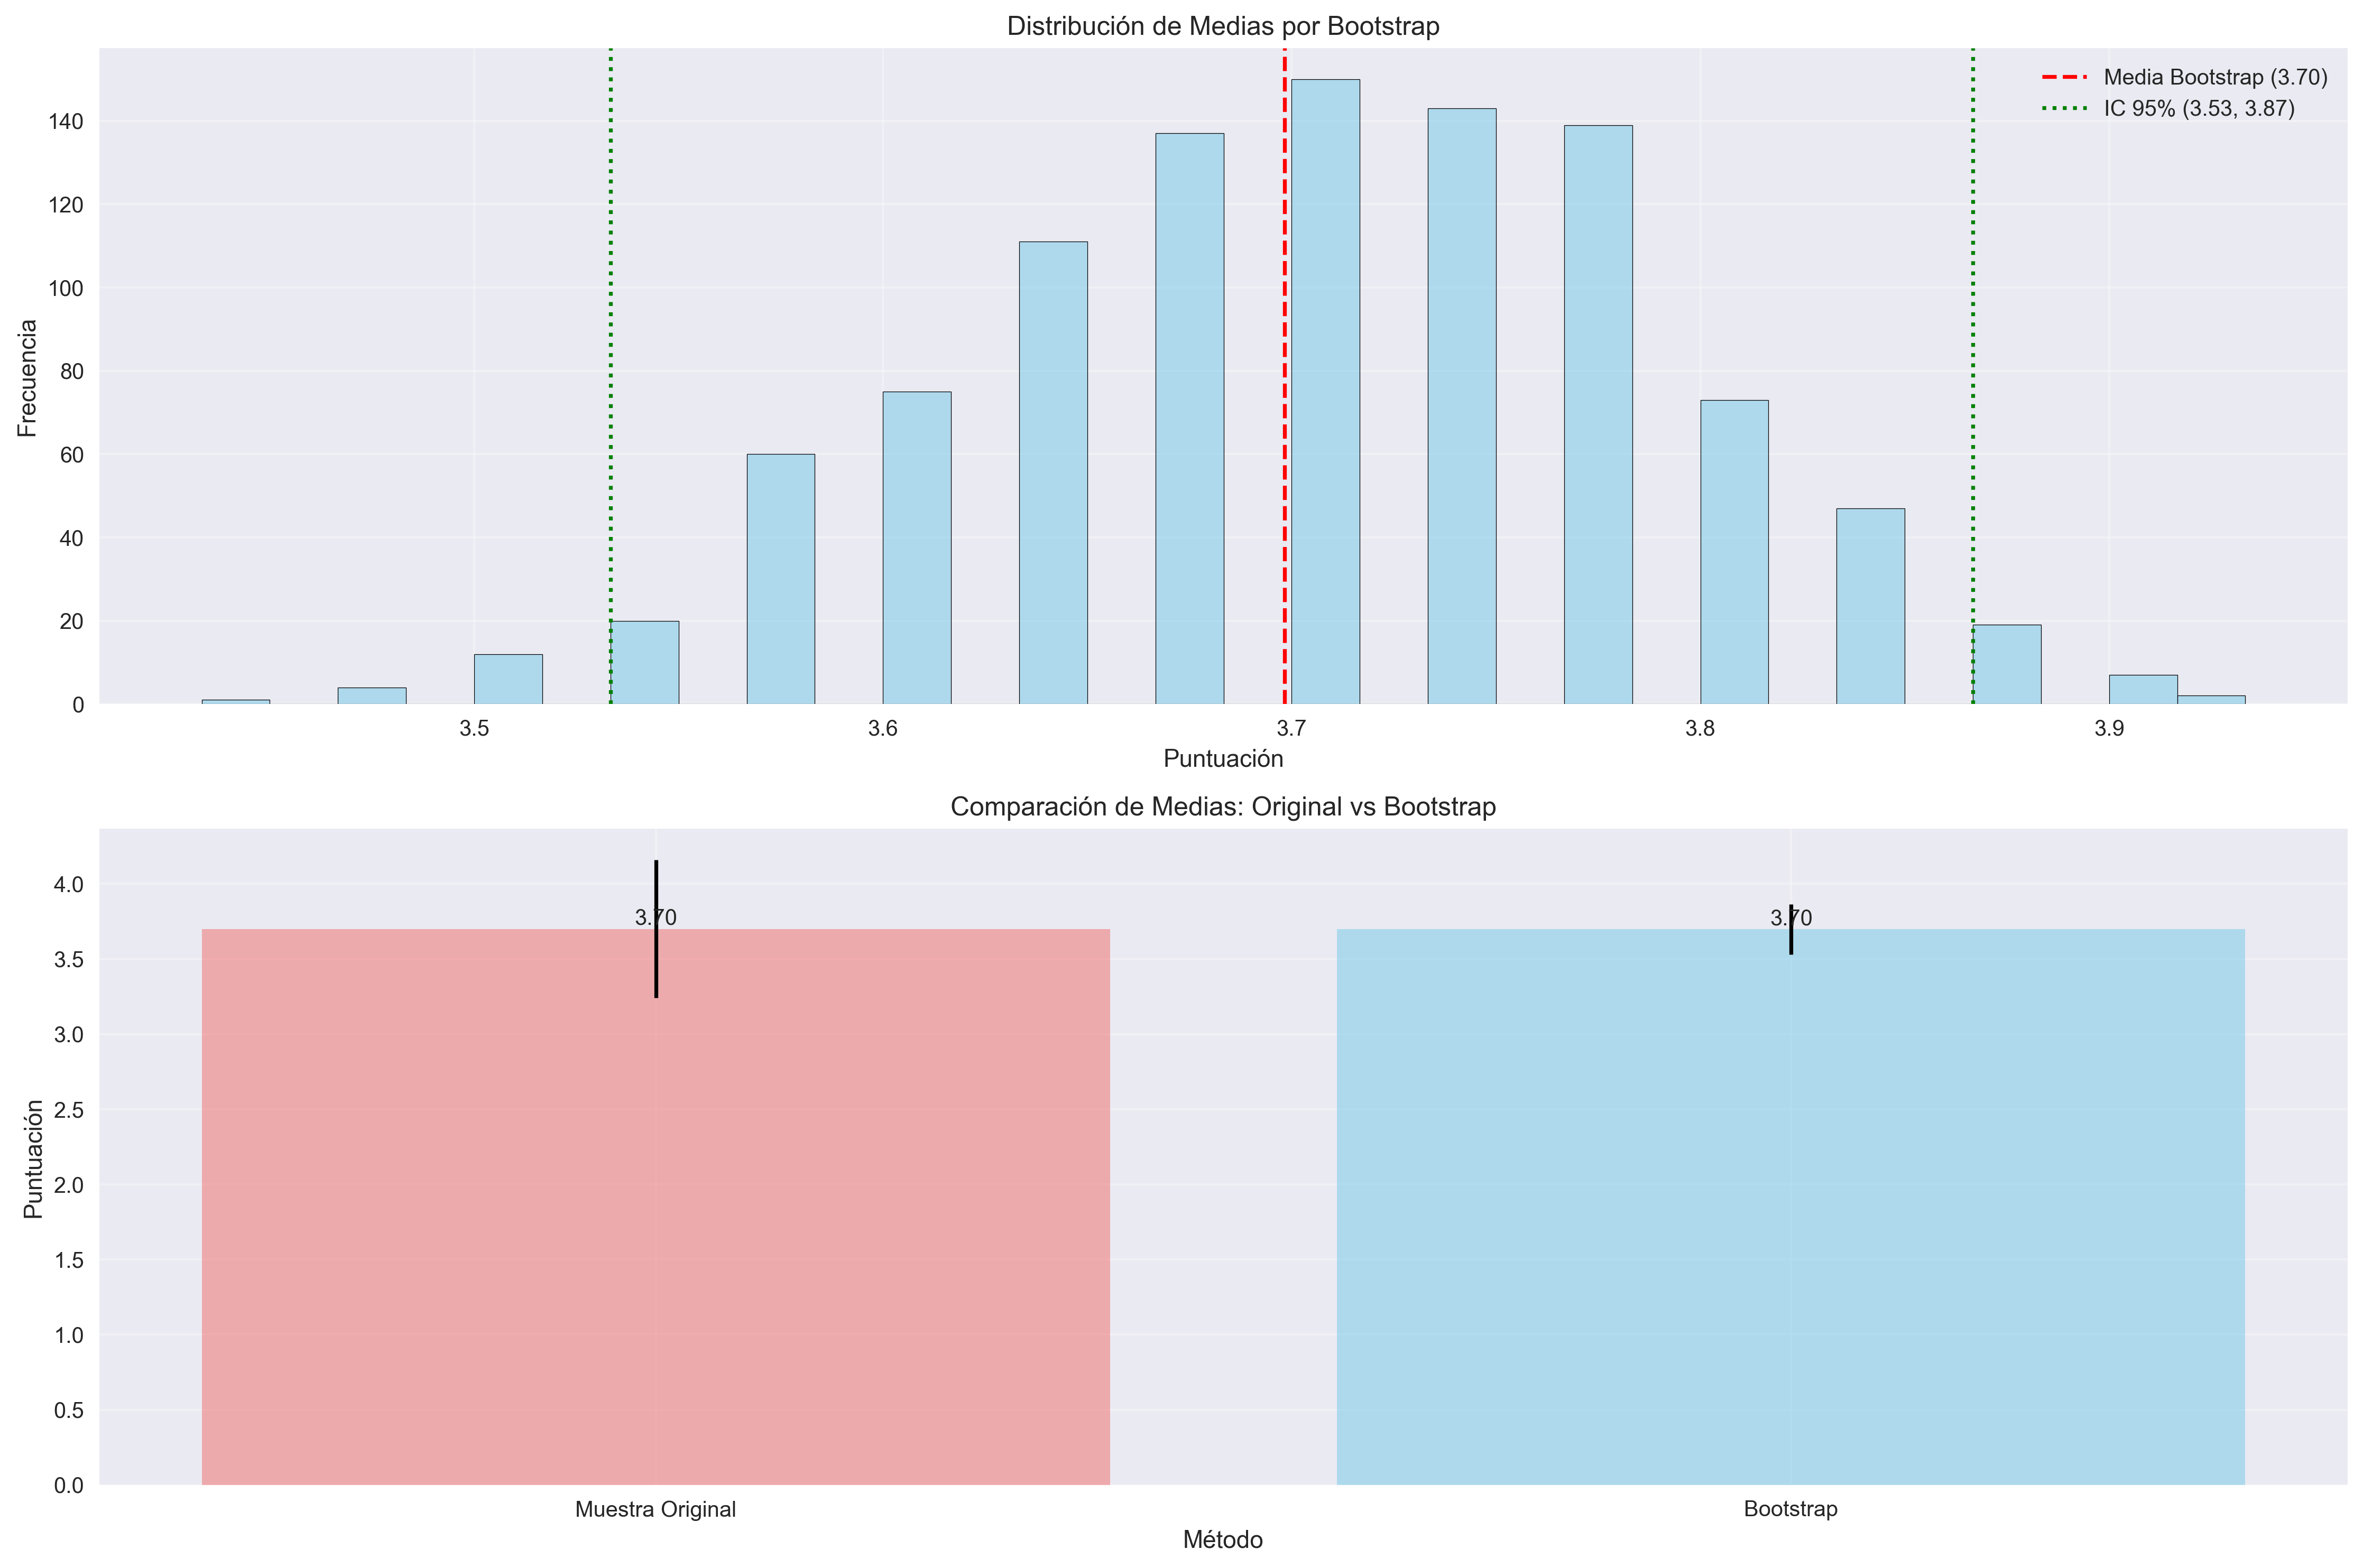 Distribución de Medias por Bootstrap
Media Bootstrap (3.70)
IC 95% (3.53, 3.87)
Frecuencia
140
120
100
80
60
40
20
0
3.5 3.6 3.7 3.8 3.9
Puntuación
Comparación de Medias: Original vs Bootstrap
Puntuación
4.0
3.5
3.0
2.5
2.0
1.5
1.0
0.5
0.0
3.70 3.70
Muestra Original Bootstrap
Método